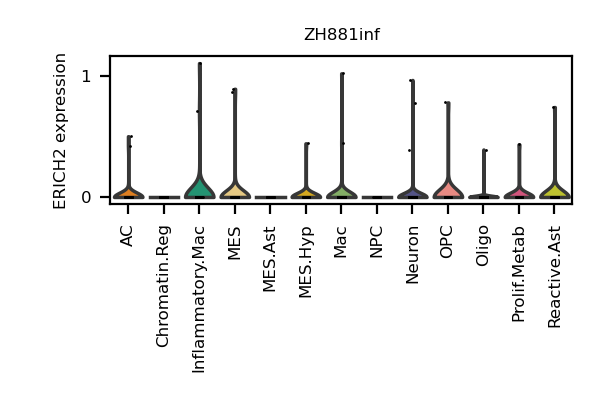 ZH881inf
ERICH2 expression
1
0
AC
Chromatin.Reg
Inflammatory.Mac
MES
MES.Ast
MES.Hyp
Mac
NPC
Neuron
OPC
Oligo
Prolif.Metab
Reactive.Ast